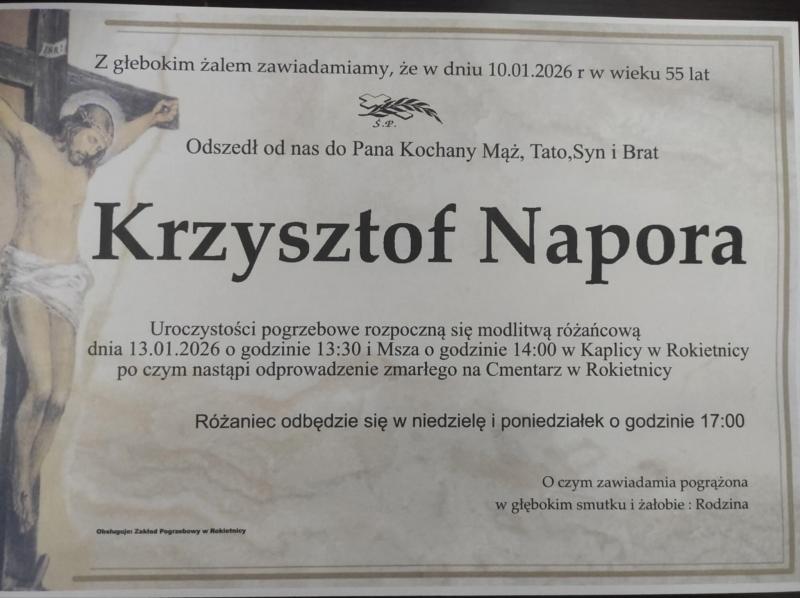 INRI
Z głebokim żalem zawiadamiamy, że w dniu 10.01.2026 r w wieku 55 lat
Ś.P.
Odszedł od nas do Pana Kochany Mąż, Tato,Syn i Brat
Krzysztof Napora
Uroczystości pogrzebowe rozpoczną się modlitwą różańcową
dnia 13.01.2026 o godzinie 13:30 i Msza o godzinie 14:00 w Kaplicy w Rokietnicy
po czym nastąpi odprowadzenie zmarłego na Cmentarz w Rokietnicy
Różaniec odbędzie się w niedzielę i poniedziałek o godzinie 17:00
O czym zawiadamia pogrążona
w głębokim smutku i żałobie : Rodzina
Obsługuje: Zakład Pogrzebowy w Rokietnicy